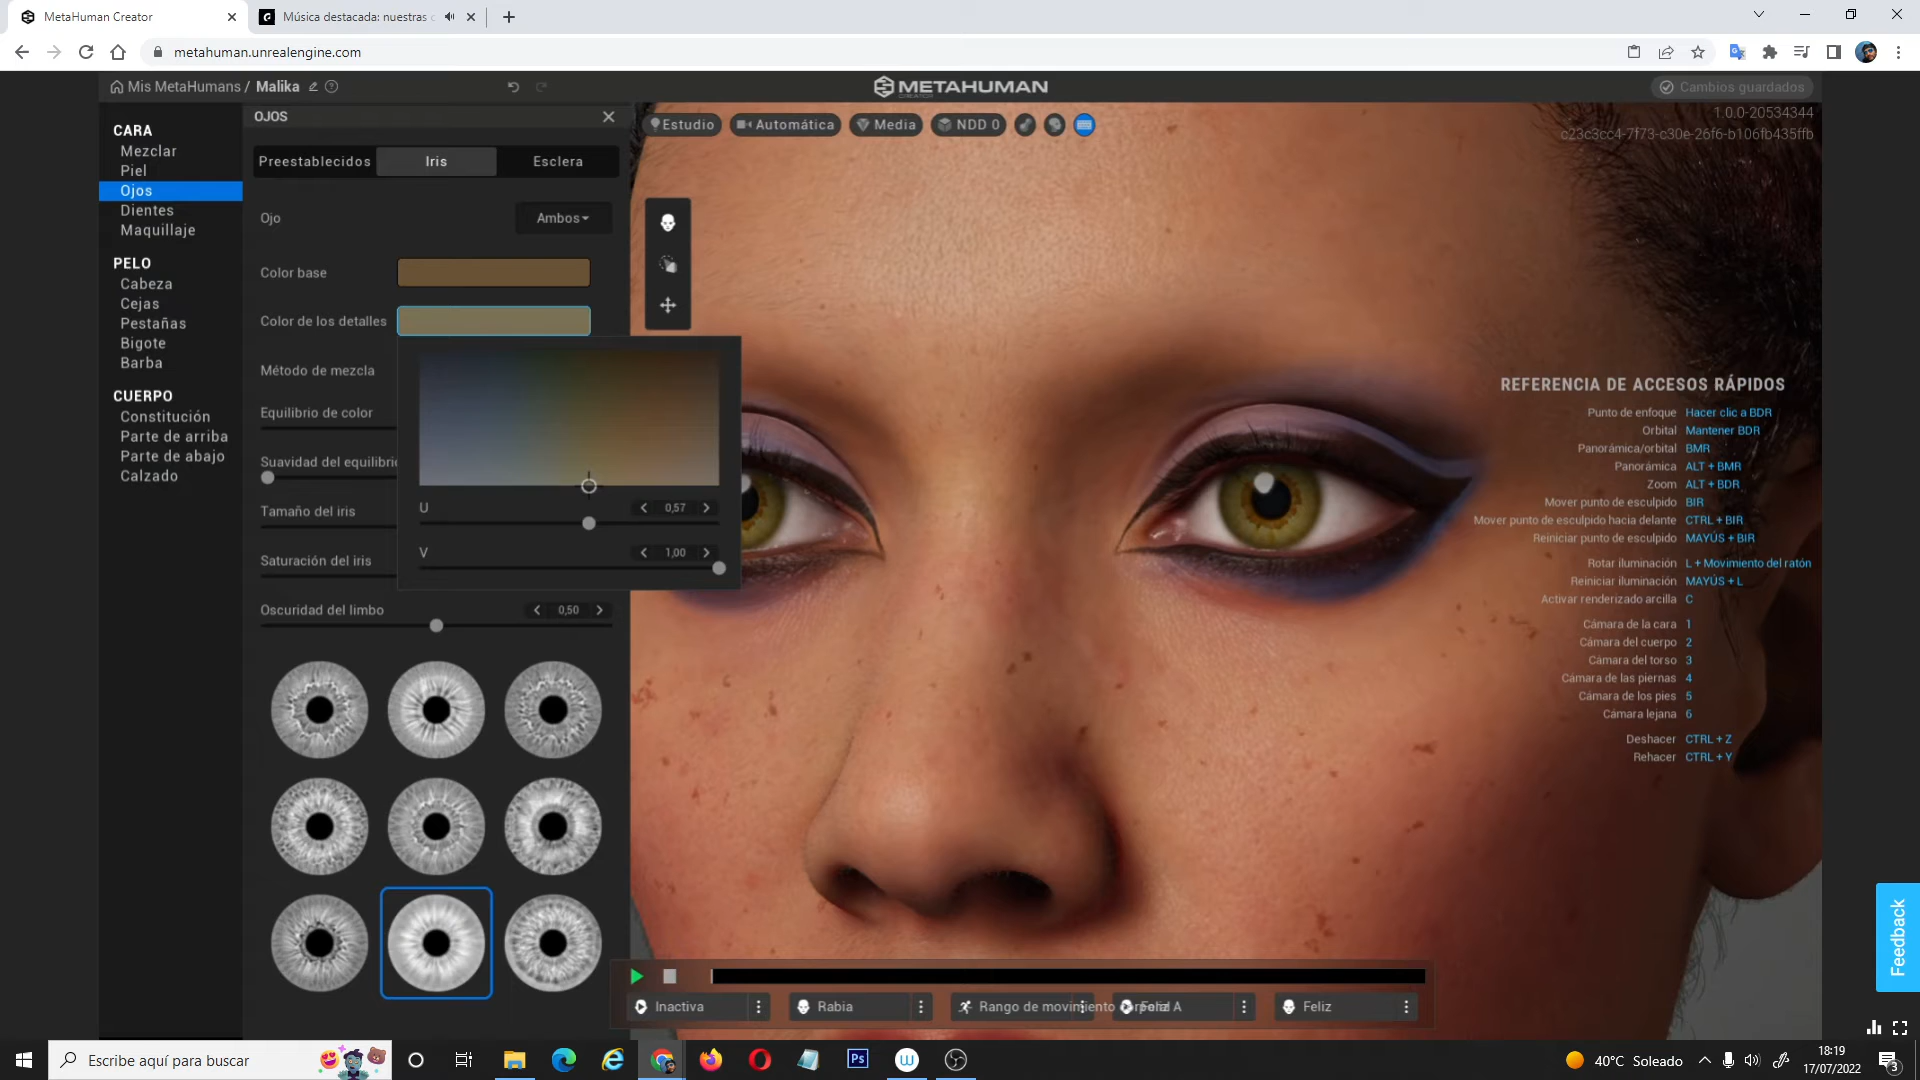 MetaHuman Creator
Música destacada: nuestras
metahuman.unrealengine.com
Mis MetaHumans / Malika
METAHUMAN
CREATOR
Cambios guardados
OJOS
Estudio
Automática
Media
NDD 0
1.0.0-20534344
c23c3cc4-7f73-c30e-26f6-b106fb435ffb
CARA
Mezclar
Piel
Ojos
Dientes
Maquillaje
PELO
Cabeza
Cejas
Pestañas
Bigote
Barba
CUERPO
Constitución
Parte de arriba
Parte de abajo
Calzado
Preestablecidos
Iris
Esclera
Ojo
Ambos
Color base
Color de los detalles
Método de mezcla
Equilibrio de color
Suavidad del equilibrio
Tamaño del iris
Saturación del iris
Oscuridad del limbo
0,50
U
0,57
V
1,00
REFERENCIA DE ACCESOS RÁPIDOS
Punto de enfoque Hacer clic a BDR
Orbital Mantener BDR
Panorámica/orbital BMR
Panorámica ALT + BMR
Zoom ALT + BDR
Mover punto de esculpido BIR
Mover punto de esculpido hacia delante CTRL + BIR
Reiniciar punto de esculpido MAYÚS + BIR
Rotar iluminación L + Movimiento del ratón
Reiniciar iluminación MAYÚS + L
Activar renderizado arcilla C
Cámara de la cara 1
Cámara del cuerpo 2
Cámara del torso 3
Cámara de las piernas 4
Cámara de los pies 5
Cámara lejana 6
Deshacer CTRL + Z
Rehacer CTRL + Y
Feedback
Inactiva
Rabia
Rango de movimiento
Feliz
Escribe aquí para buscar
Ps
40°C Soleado
18:19
17/07/2022
3